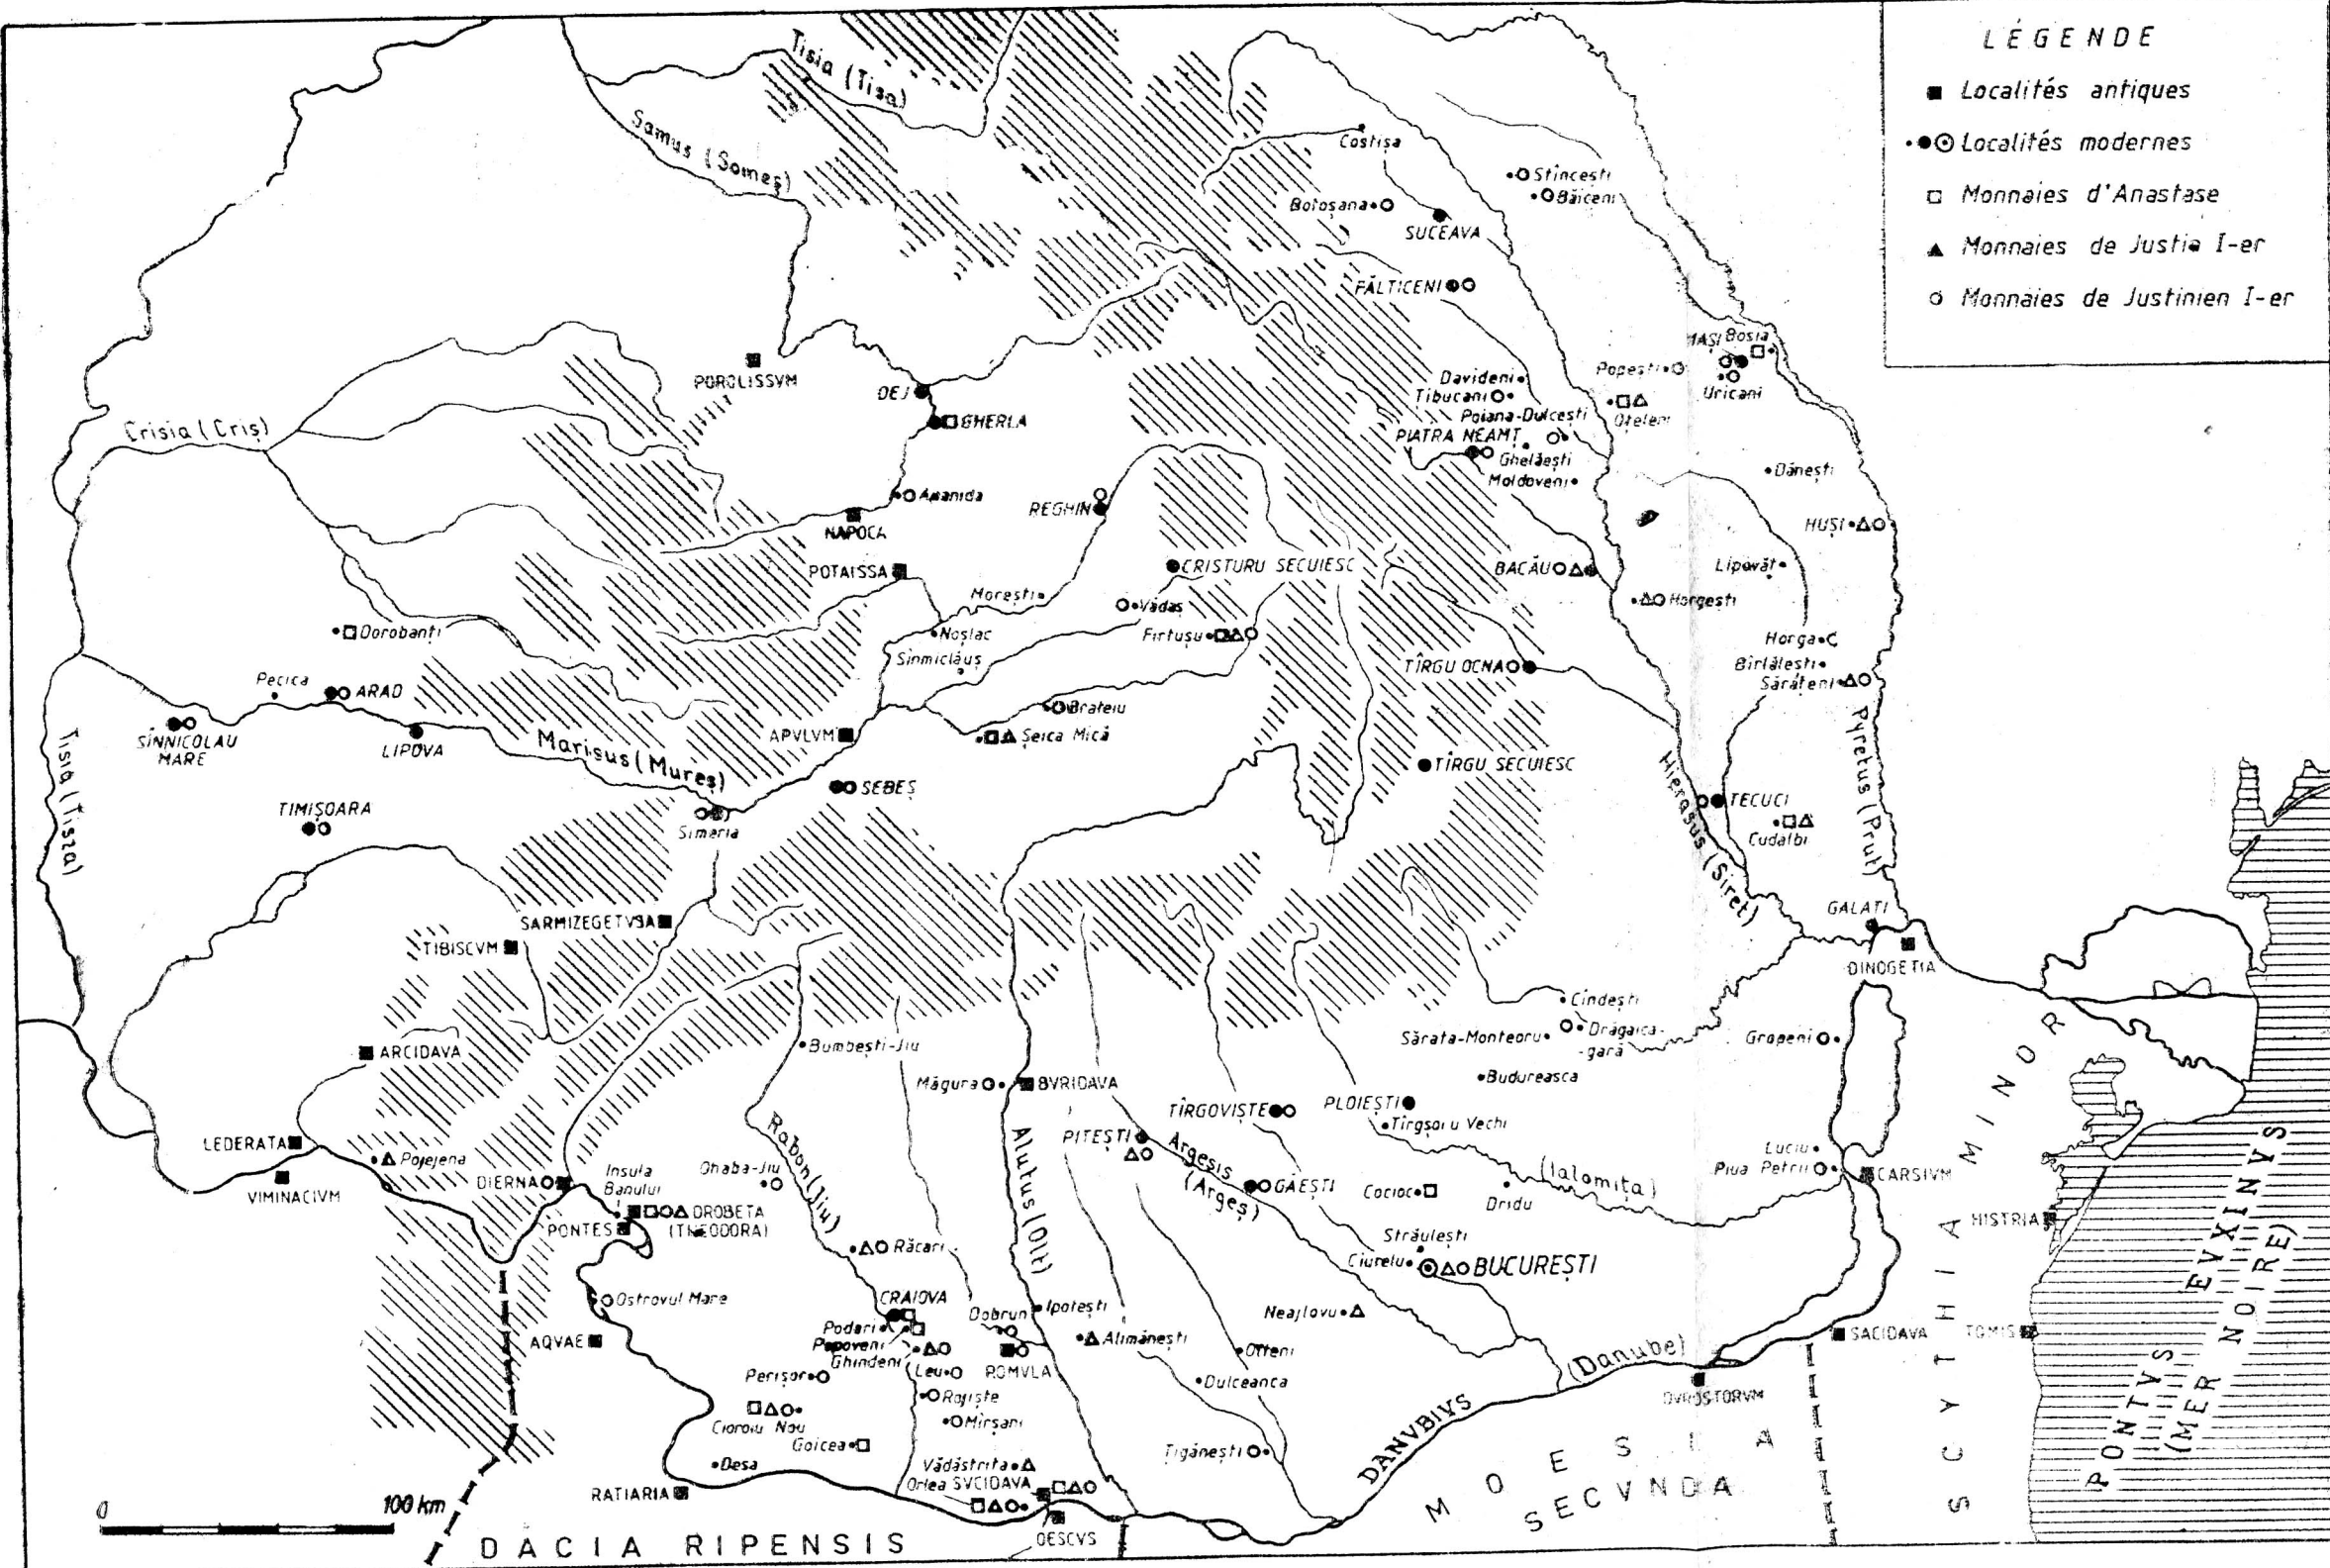 LÉGENDE
Localités antiques
Localités modernes
Monnaies d'Anastase
Monnaies de Justin I-er
Monnaies de Justinien I-er
Tisia (Tisa)
Samus (Someș)
Costișa
Stîncești
Băiceni
Botoșana
SUCEAVA
FĂLTICENI
IAȘI
Bosia
Uricani
Popești
Oțeleni
Davideni
Tibucani
Poiana-Dulcești
PIATRA NEAMȚ
Ghelăești
Moldoveni
Dănești
HUȘI
POROLISSVM
DEJ
GHERLA
Crisia (Criș)
NAPOCA
REGHIN
POTAISSA
CRISTURU SECUIESC
BACĂU
Lipovăț
Horgești
Morești
Vădaș
Noșlac
Firtușu
Sînmiclăuș
Dorobanți
Horga
Bîrlălești
Sărățeni
TÎRGU OCNA
Pecica
ARAD
SÎNNICOLAU
MARE
LIPOVA
Marisus (Mureș)
APVLVM
Brateiu
Șeica Mică
TÎRGU SECUIESC
Tisia (Tisza)
TIMIȘOARA
SEBEȘ
Simeria
Hierasus (Siret)
Pyretus (Prut)
TECUCI
Cudalbi
SARMIZEGETVSA
TIBISCVM
GALAȚI
DINOGETIA
Cîndești
Drăgaica-
-gară
Sărata-Monteoru
Gropeni
Budureasca
ARCIDAVA
Bumbești-Jiu
Măgura
BVRIDAVA
TÎRGOVIȘTE
PLOIEȘTI
Tîrgșoru Vechi
LEDERATA
VIMINACIVM
Pojejena
DIERNA
Insula
Banului
Ohaba-Jiu
Rabon (Jiu)
PITEȘTI
Argesis
(Argeș)
GĂEȘTI
Alutus (Olt)
Cocioc
Dridu
(Ialomița)
Luciu
Piua Petrii
CARSIVM
HISTRIA
PONTES
DROBETA
(THEODORA)
Răcari
Străulești
Ciurelu
BUCUREȘTI
Ostrovul Mare
CRAIOVA
Podari
Popoveni
Ghindeni
Dobrun
Ipotești
Neajlovu
Alimănești
AQVAE
Leu
ROMVLA
Olteni
SACIDAVA
TOMIS
Perișor
Rojiște
Dulceanca
(Danube)
DANVBIVS
DVROSTORVM
Cioroiu Nou
Mîrșani
Goicea
Desa
Vădăstrița
Orlea
SVCIDAVA
Țigănești
RATIARIA
OESCVS
MOESIA
SECVNDA
SCYTHIA MINOR
PONTVS EVXINVS
(MER NOIRE)
DACIA RIPENSIS
0
100 km